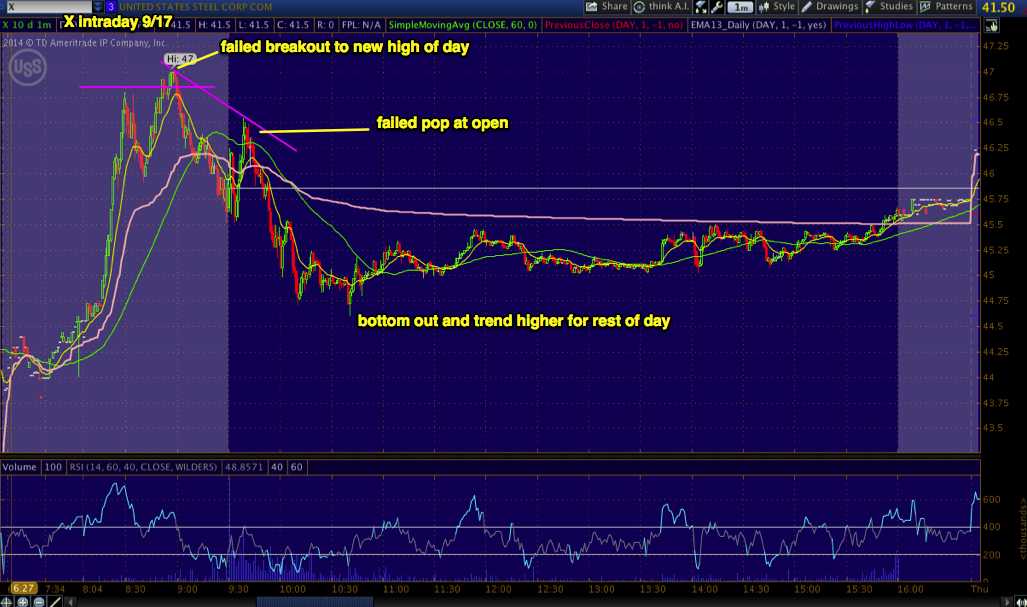 X
3
UNITED STATES STEEL CORP COM
Share
think A.I.
1m
Style
Drawings
Studies
Patterns
41.50
X Intraday 9/17
X 10 d 1m
41.5
H: 41.5
L: 41.5
C: 41.5
R: 0
FPL: N/A
SimpleMovingAvg (CLOSE, 60, 0)
PreviousClose (DAY, 1, -1, no)
EMA13_Daily (DAY, 1, -1, yes)
PreviousHighLow (DAY, 1, -1,...
2014 © TD Ameritrade IP Company, Inc.
USS
failed breakout to new high of day
Hi: 47
failed pop at open
bottom out and trend higher for rest of day
47.25
47
46.75
46.5
46.25
46
45.75
45.5
45.25
45
44.75
44.5
44.25
44
43.75
43.5
Volume
100
RSI (14, 60, 40, CLOSE, WILDERS)
48.8571
40
60
600
400
200
<thousands>
6:27
7:34
8:04
8:30
9:00
9:30
10:00
10:30
11:00
11:30
12:00
12:30
13:00
13:30
14:00
14:30
15:00
15:30
16:00
Thu